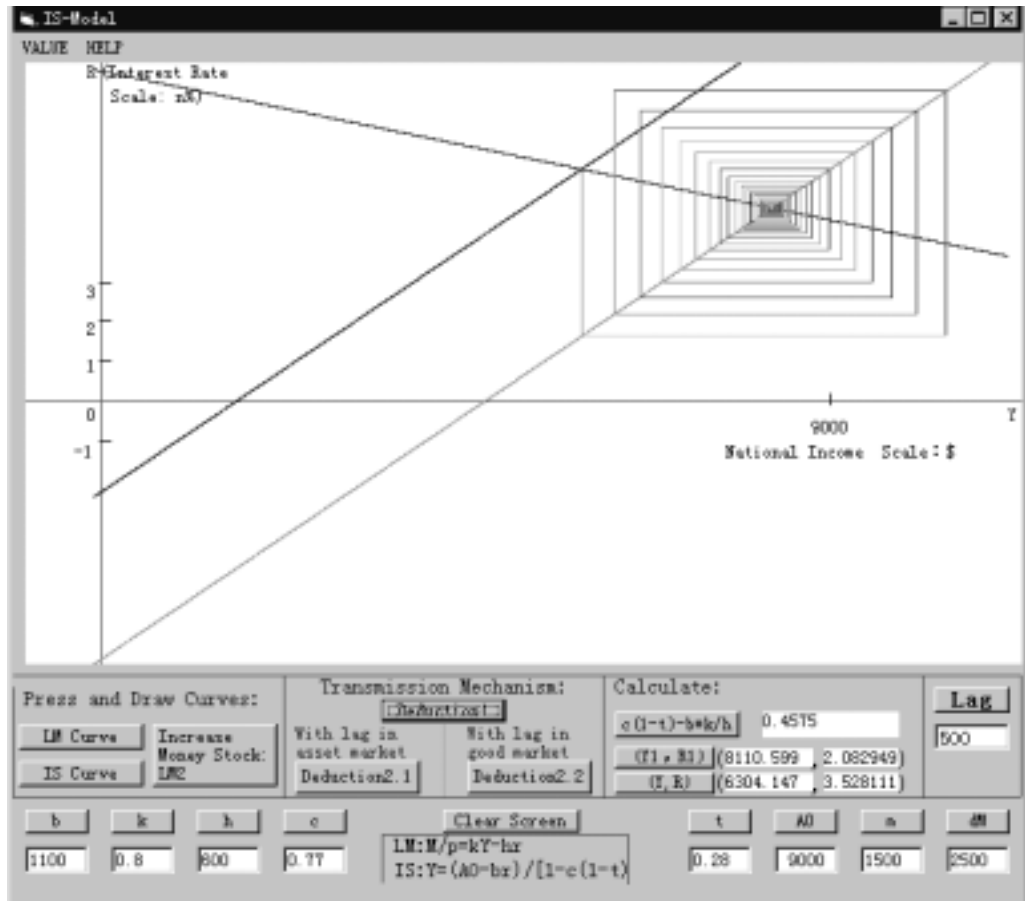 IS-Model
VALUE HELP
Interest Rate
Scale: n%)
3
2
1
0
-1
Y
9000
National Income Scale:$
Press and Draw Curves:
LM Curve
IS Curve
Increase
Money Stock:
LM2
Transmission Mechanism:
Deduction1
With lag in
asset market
Deduction2.1
With lag in
good market
Deduction2.2
Calculate:
c(1-t)-b*k/h 0.4575
(Y1, R1) (8110.599 , 2.082949)
(Y, R) (6304.147 , 3.528111)
Lag
500
b k h c Clear Screen t A0 m dM
1100 0.8 800 0.77 0.28 9000 1500 2500
LM:M/p=kY-hr
IS:Y=(A0-br)/[1-c(1-t)